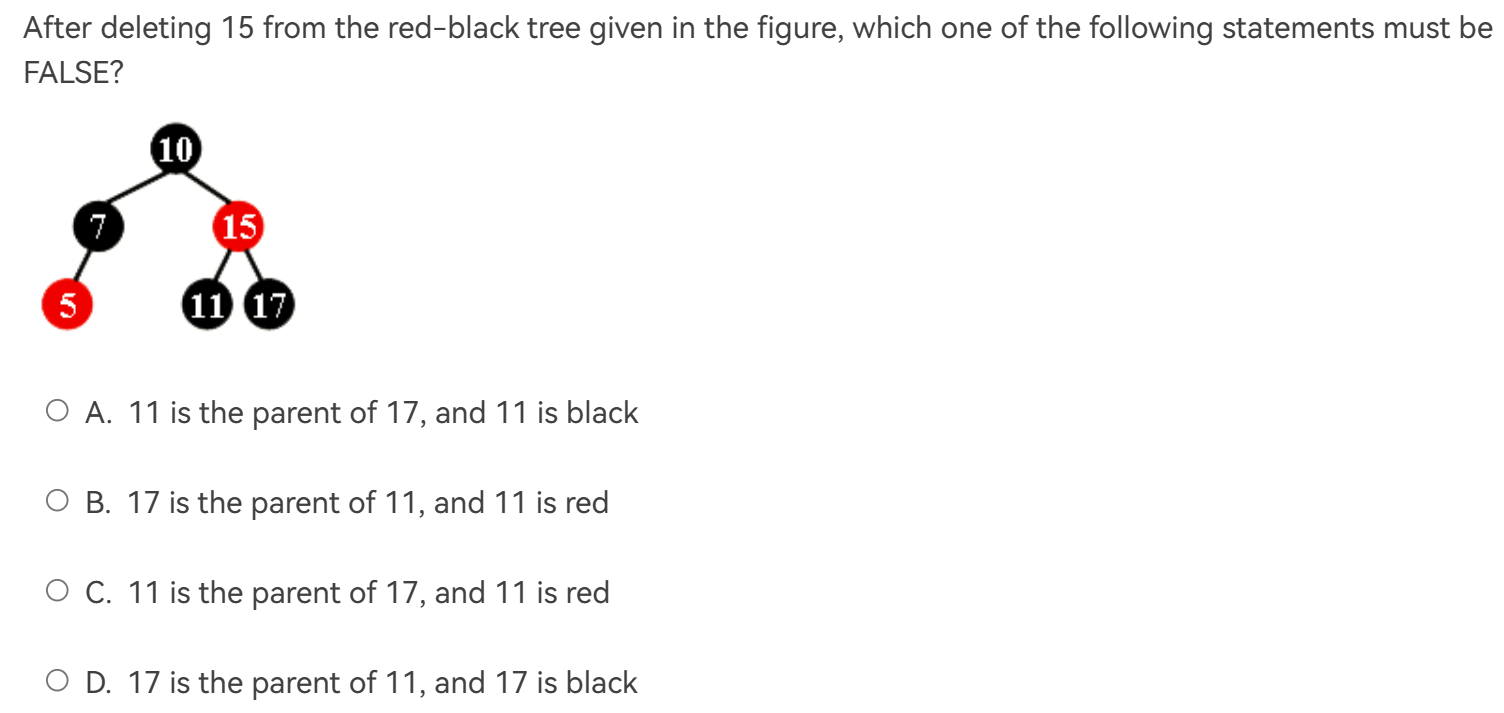 After deleting 15 from the red-black tree given in the figure, which one of the following statements must be
FALSE?
10
7
15
5
11
17
A. 11 is the parent of 17, and 11 is black
B. 17 is the parent of 11, and 11 is red
C. 11 is the parent of 17, and 11 is red
D. 17 is the parent of 11, and 17 is black